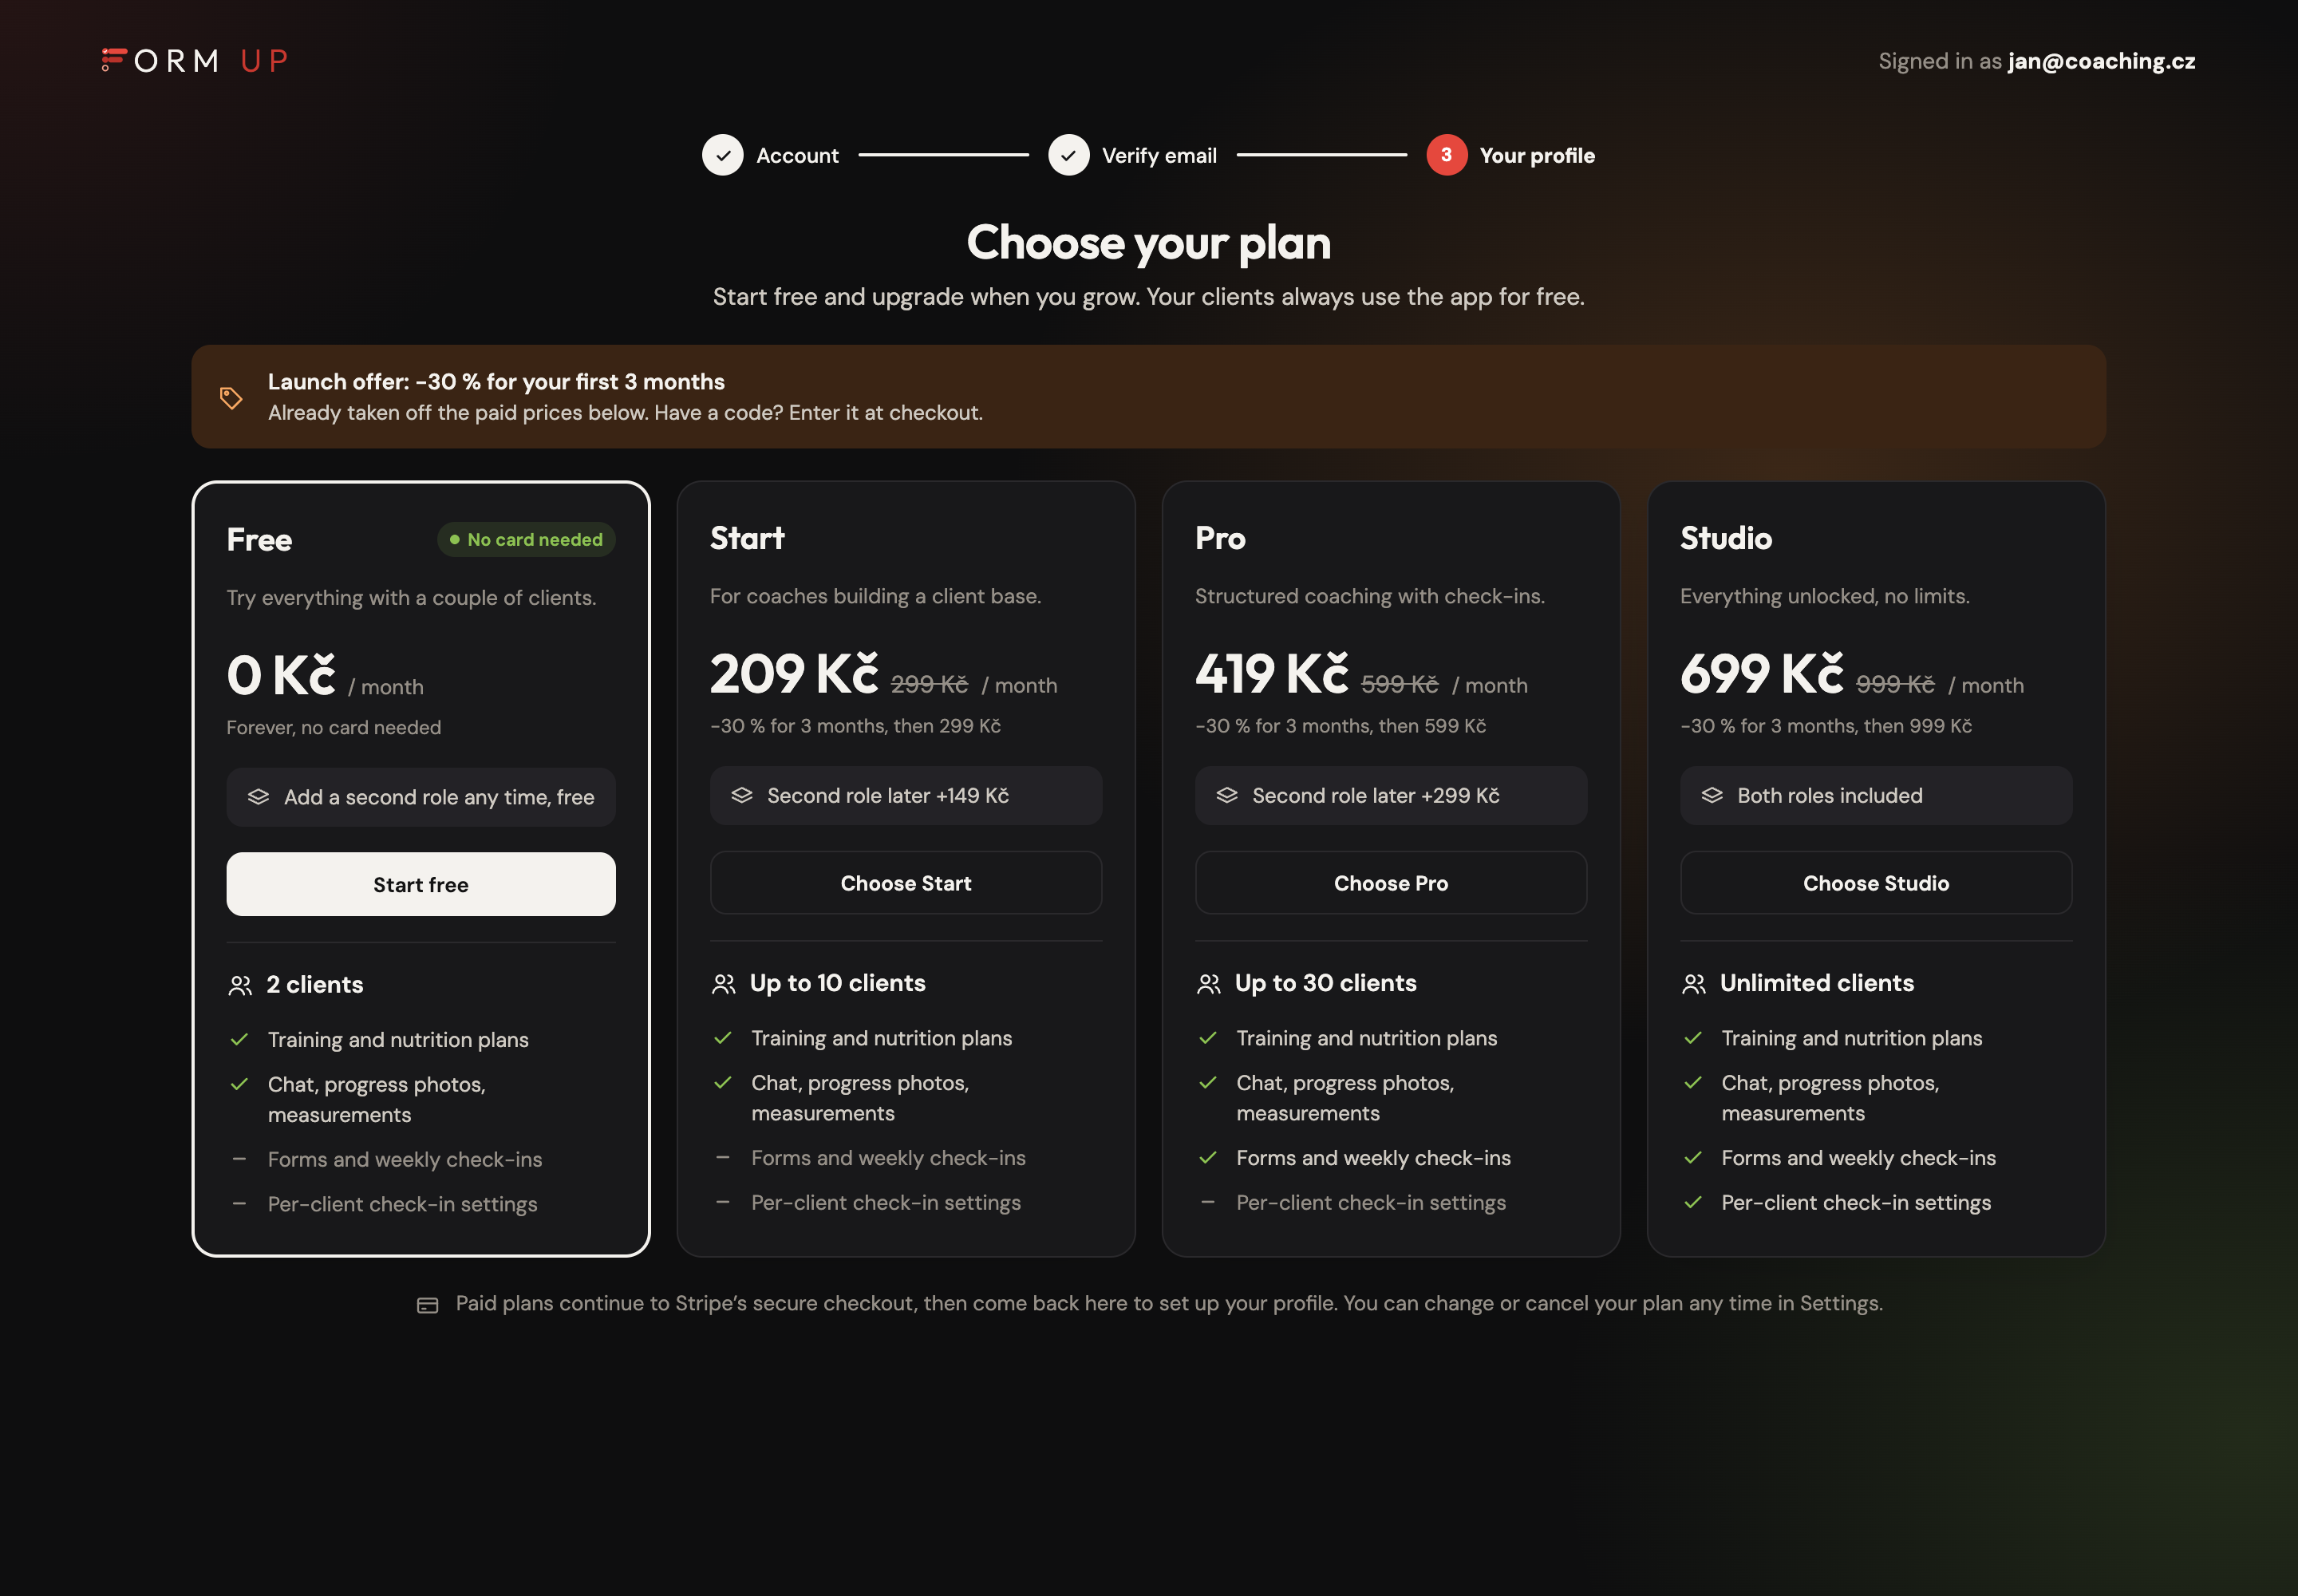 FORM UP
Signed in as jan@coaching.cz
Account
Verify email
3 Your profile
Choose your plan
Start free and upgrade when you grow. Your clients always use the app for free.
Launch offer: -30 % for your first 3 months
Already taken off the paid prices below. Have a code? Enter it at checkout.
Free
No card needed
Try everything with a couple of clients.
0 Kč / month
Forever, no card needed
Add a second role any time, free
Start free
2 clients
Training and nutrition plans
Chat, progress photos,
measurements
Forms and weekly check-ins
Per-client check-in settings
Start
For coaches building a client base.
209 Kč 299 Kč / month
-30 % for 3 months, then 299 Kč
Second role later +149 Kč
Choose Start
Up to 10 clients
Training and nutrition plans
Chat, progress photos,
measurements
Forms and weekly check-ins
Per-client check-in settings
Pro
Structured coaching with check-ins.
419 Kč 599 Kč / month
-30 % for 3 months, then 599 Kč
Second role later +299 Kč
Choose Pro
Up to 30 clients
Training and nutrition plans
Chat, progress photos,
measurements
Forms and weekly check-ins
Per-client check-in settings
Studio
Everything unlocked, no limits.
699 Kč 999 Kč / month
-30 % for 3 months, then 999 Kč
Both roles included
Choose Studio
Unlimited clients
Training and nutrition plans
Chat, progress photos,
measurements
Forms and weekly check-ins
Per-client check-in settings
Paid plans continue to Stripe’s secure checkout, then come back here to set up your profile. You can change or cancel your plan any time in Settings.